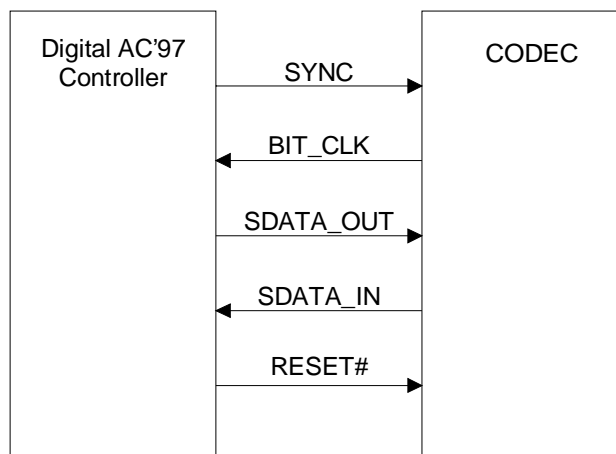 Digital AC'97
Controller
CODEC
SYNC
BIT_CLK
SDATA_OUT
SDATA_IN
RESET#